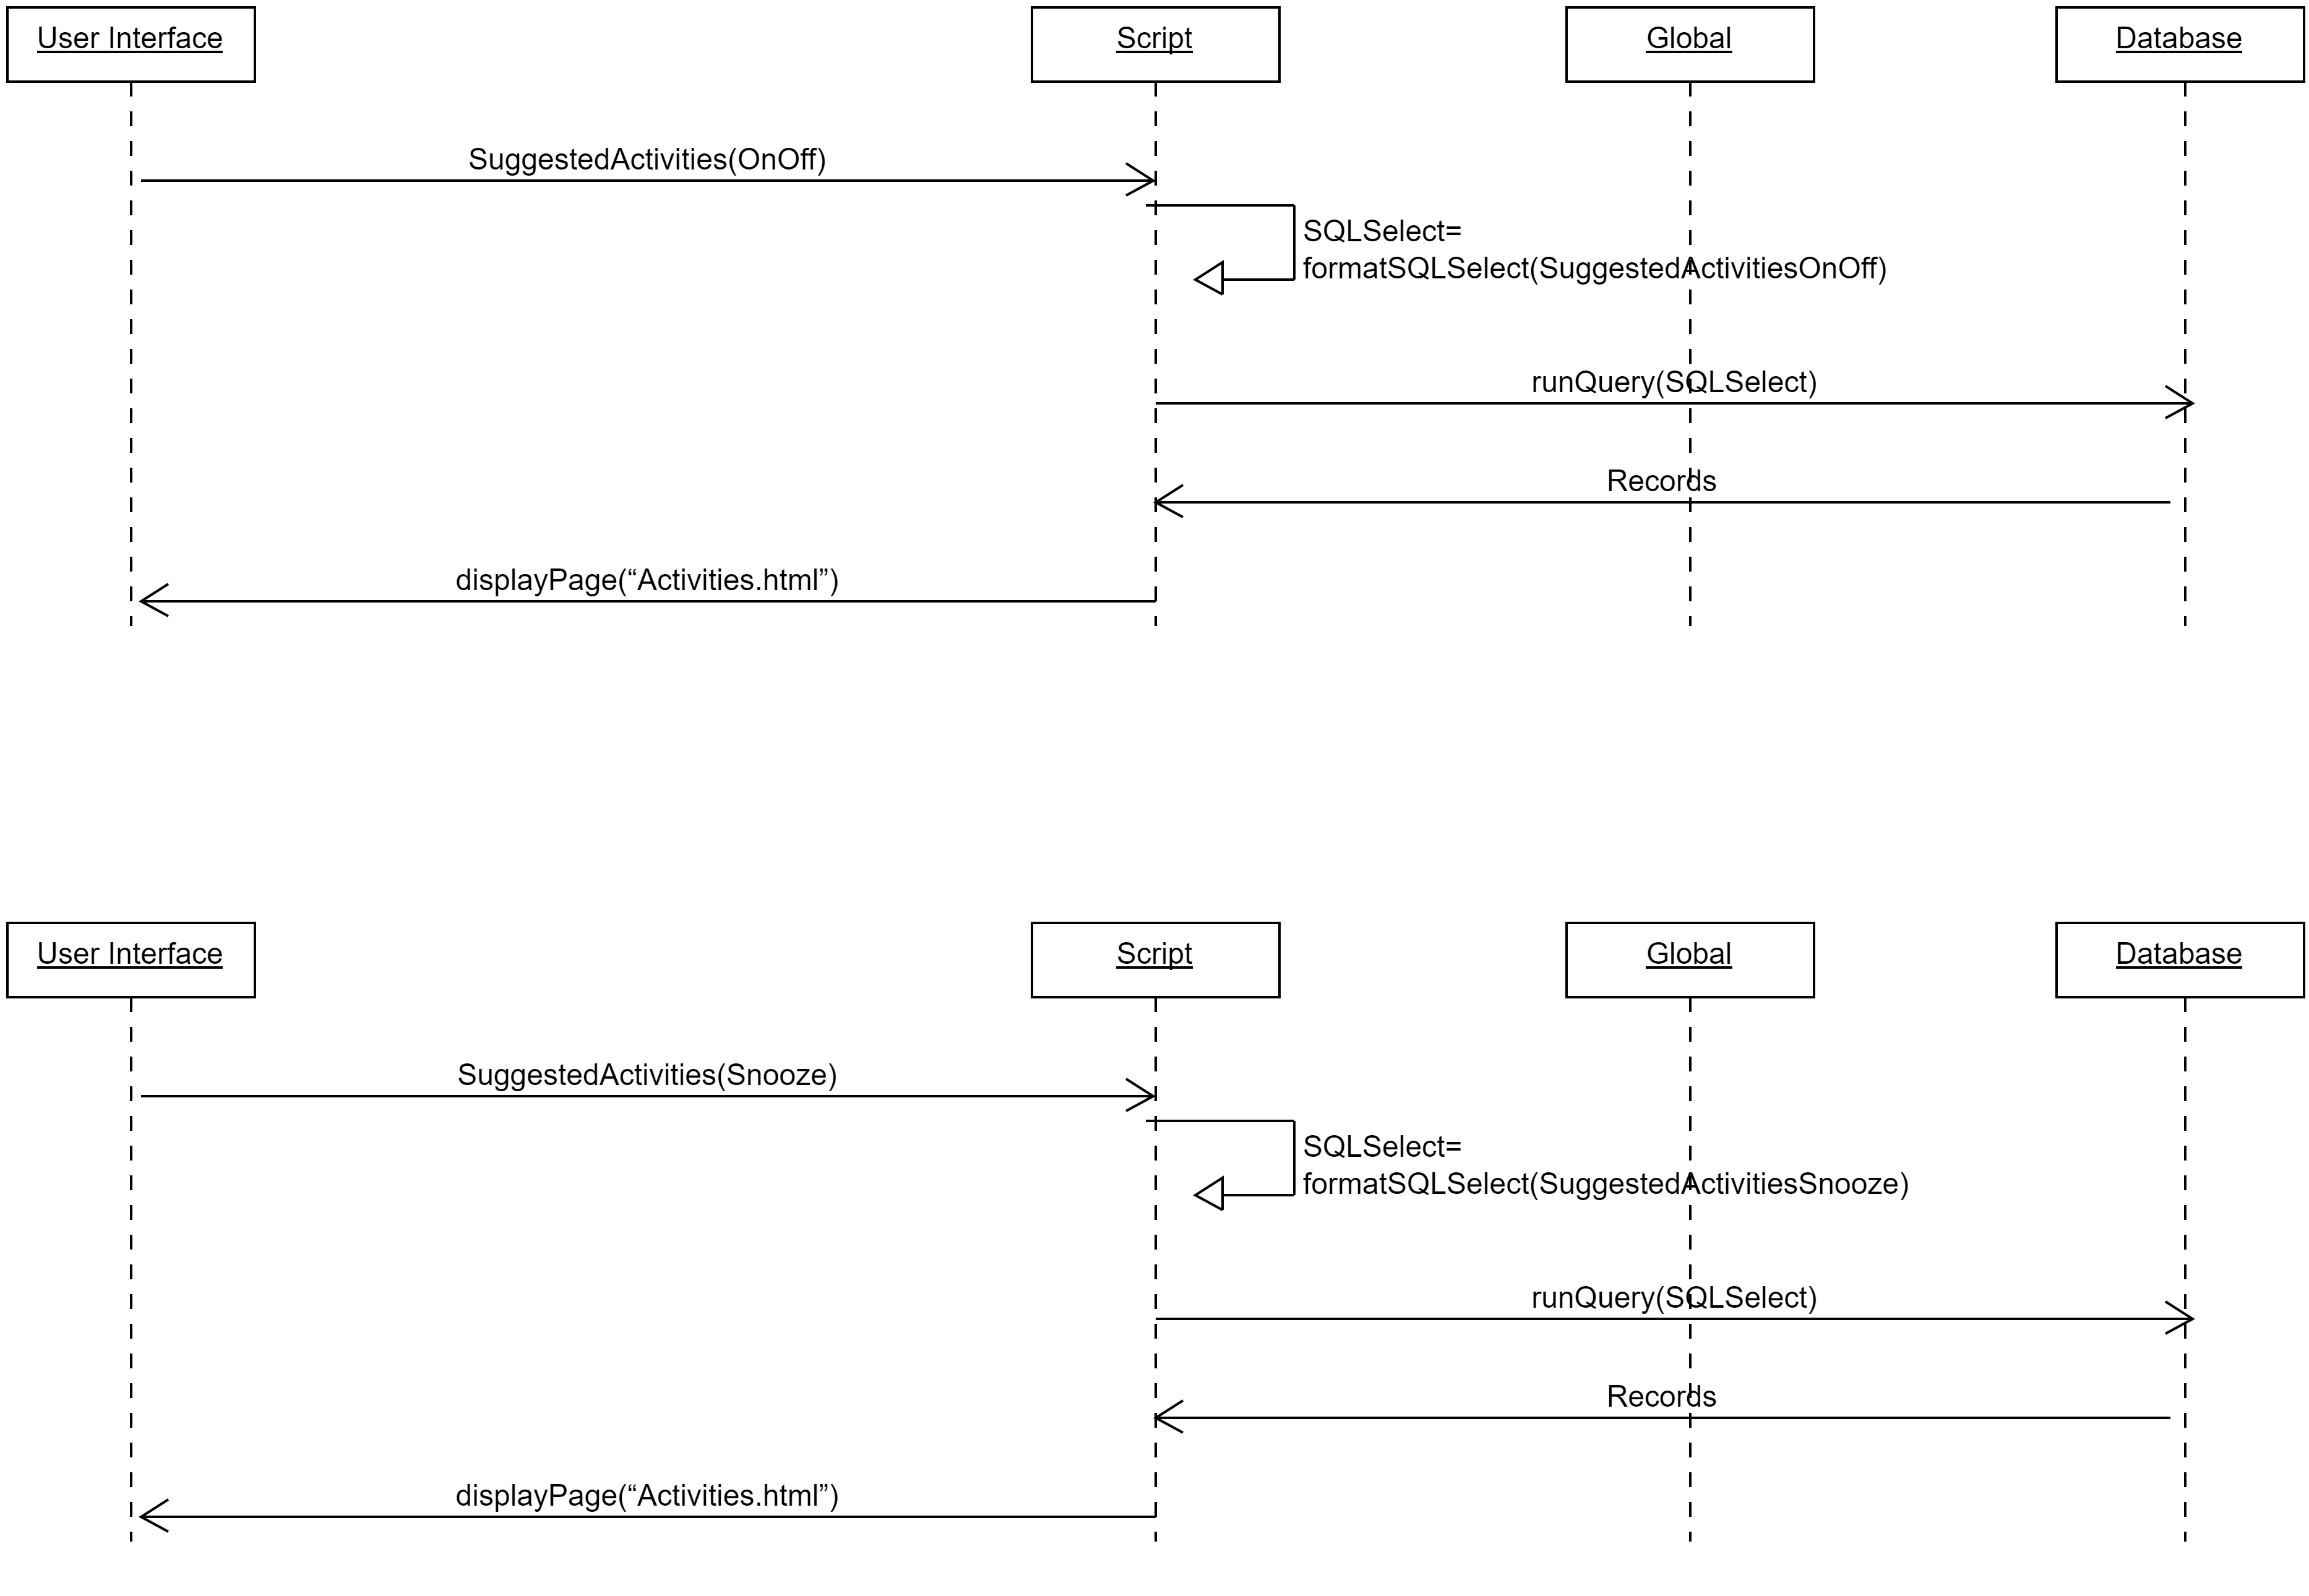 User Interface
Script
Global
Database
SuggestedActivities(OnOff)
SQLSelect=
formatSQLSelect(SuggestedActivitiesOnOff)
runQuery(SQLSelect)
Records
displayPage(“Activities.html”)
User Interface
Script
Global
Database
SuggestedActivities(Snooze)
SQLSelect=
formatSQLSelect(SuggestedActivitiesSnooze)
runQuery(SQLSelect)
Records
displayPage(“Activities.html”)